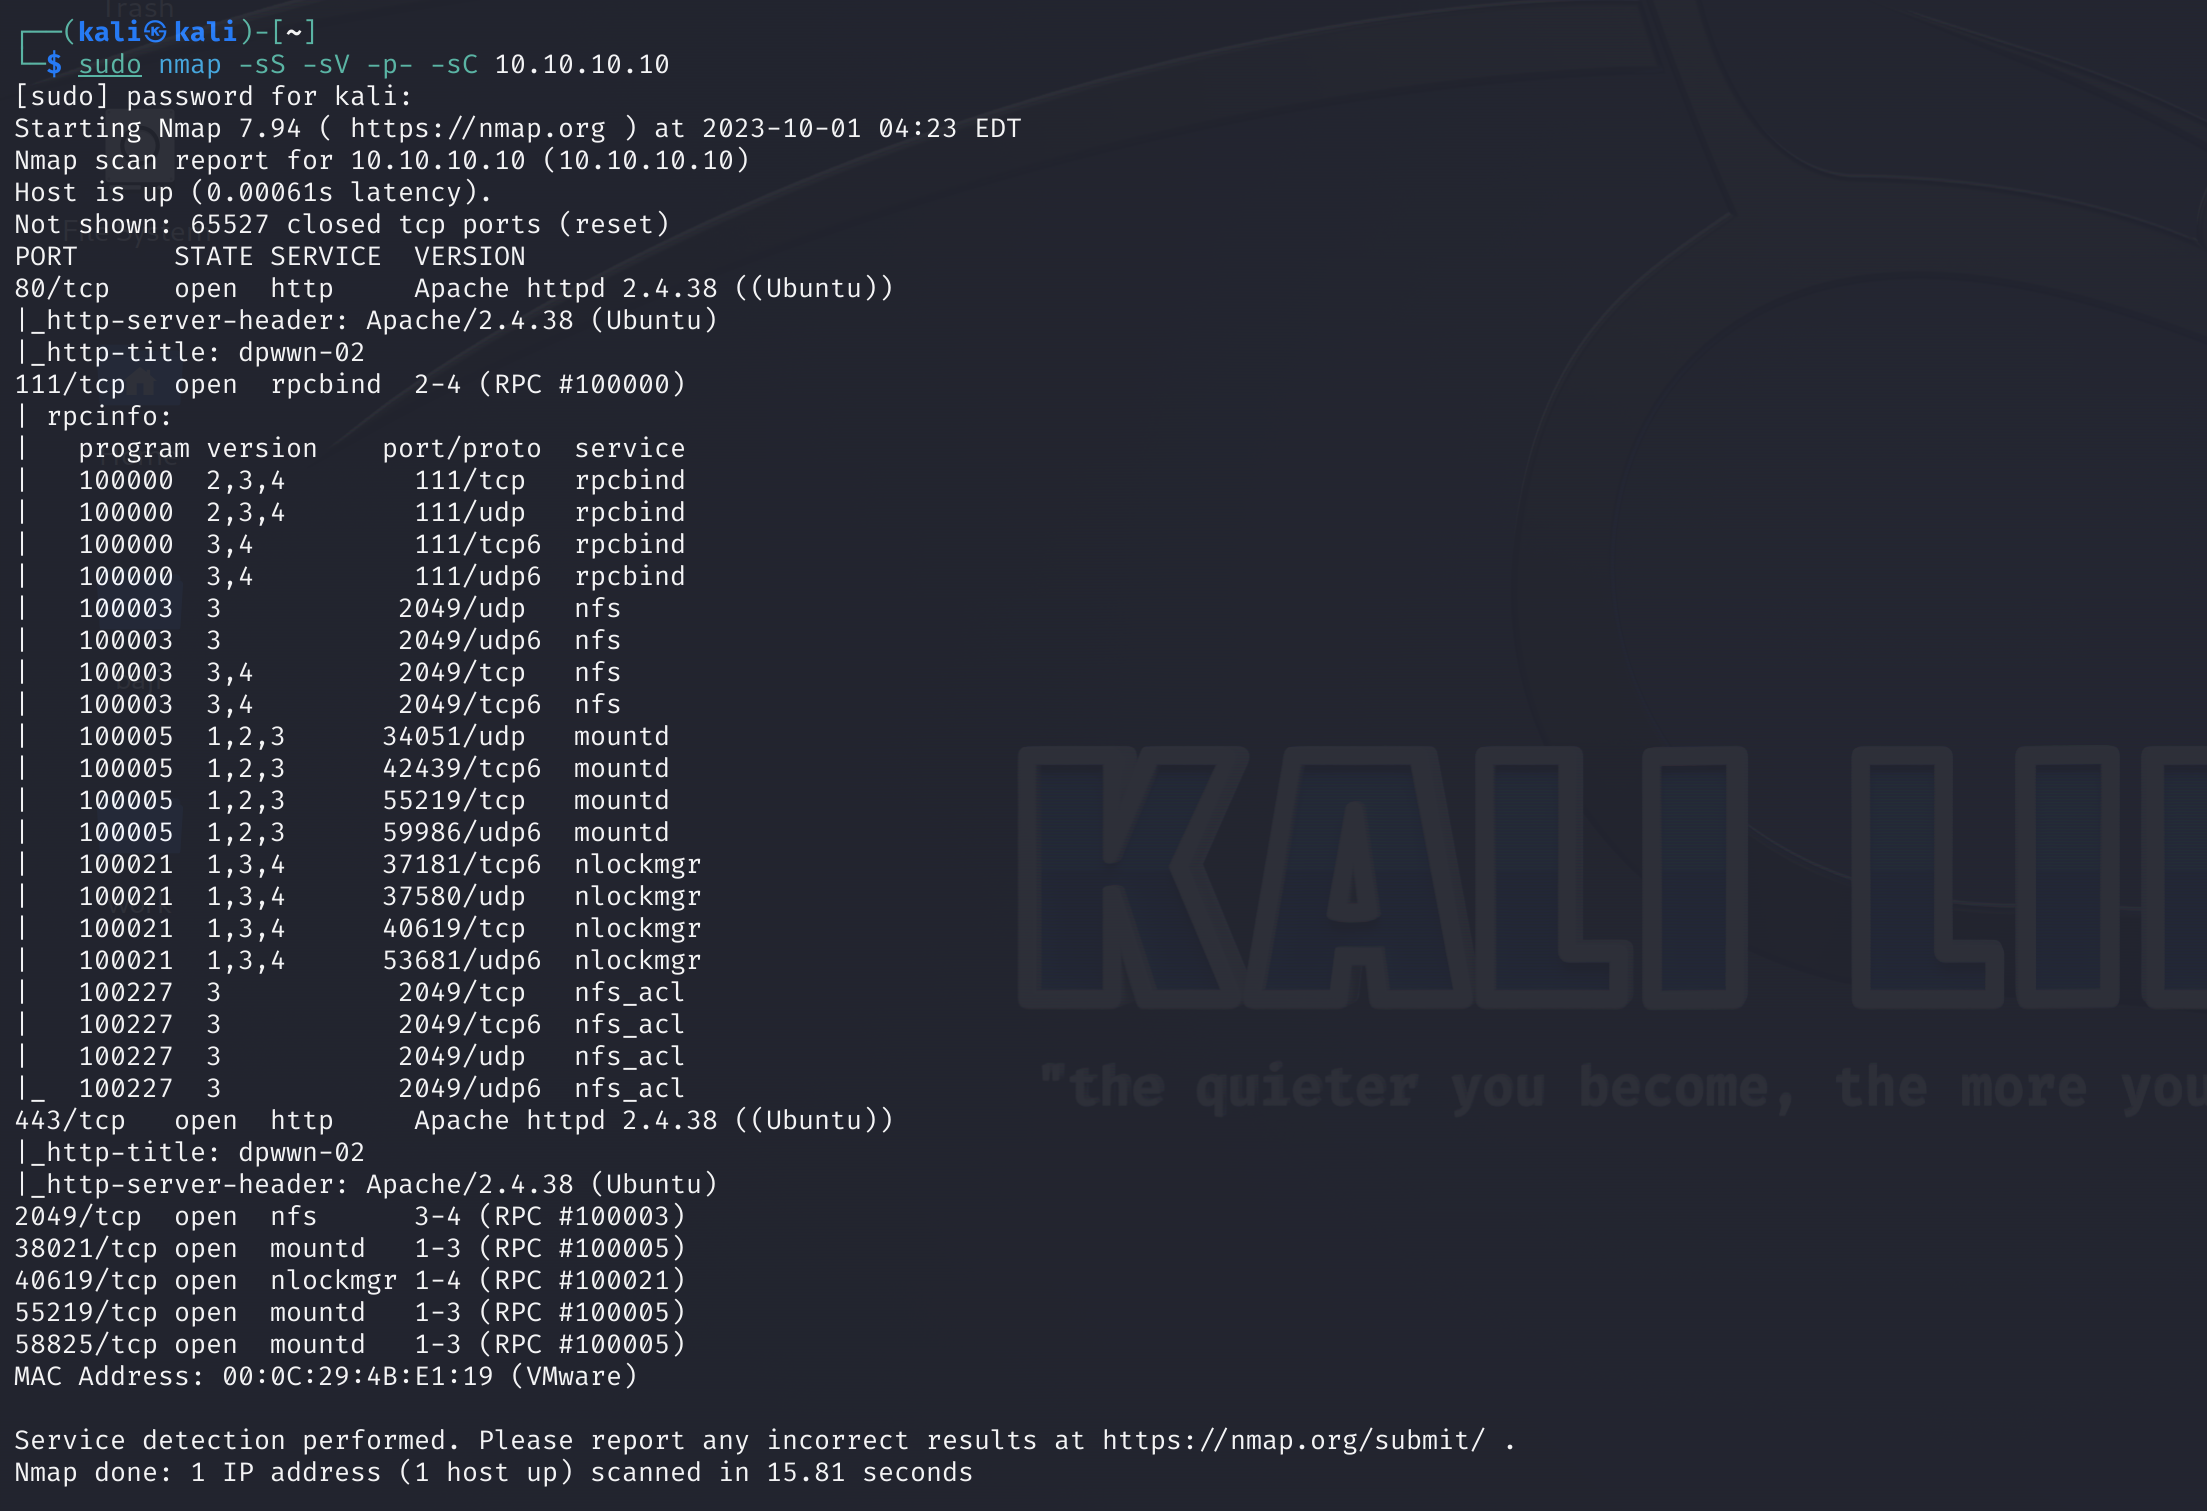 Trash
┌──(kali㉿kali)-[~]
└─$ sudo nmap -sS -sV -p- -sC 10.10.10.10
[sudo] password for kali:
Starting Nmap 7.94 ( https://nmap.org ) at 2023-10-01 04:23 EDT
Nmap scan report for 10.10.10.10 (10.10.10.10)
Host is up (0.00061s latency).
Not shown: 65527 closed tcp ports (reset)
File System
PORT      STATE SERVICE  VERSION
80/tcp    open  http     Apache httpd 2.4.38 ((Ubuntu))
|_http-server-header: Apache/2.4.38 (Ubuntu)
|_http-title: dpwwn-02
111/tcp   open  rpcbind  2-4 (RPC #100000)
| rpcinfo:
|   program version    port/proto  service
|   100000  2,3,4        111/tcp   rpcbind
|   100000  2,3,4        111/udp   rpcbind
|   100000  3,4          111/tcp6  rpcbind
|   100000  3,4          111/udp6  rpcbind
|   100003  3           2049/udp   nfs
|   100003  3           2049/udp6  nfs
|   100003  3,4         2049/tcp   nfs
|   100003  3,4         2049/tcp6  nfs
|   100005  1,2,3      34051/udp   mountd
|   100005  1,2,3      42439/tcp6  mountd
|   100005  1,2,3      55219/tcp   mountd
|   100005  1,2,3      59986/udp6  mountd
|   100021  1,3,4      37181/tcp6  nlockmgr
|   100021  1,3,4      37580/udp   nlockmgr
|   100021  1,3,4      40619/tcp   nlockmgr
|   100021  1,3,4      53681/udp6  nlockmgr
|   100227  3           2049/tcp   nfs_acl
|   100227  3           2049/tcp6  nfs_acl
|   100227  3           2049/udp   nfs_acl
|_  100227  3           2049/udp6  nfs_acl
443/tcp   open  http     Apache httpd 2.4.38 ((Ubuntu))
|_http-title: dpwwn-02
|_http-server-header: Apache/2.4.38 (Ubuntu)
2049/tcp  open  nfs      3-4 (RPC #100003)
38021/tcp open  mountd   1-3 (RPC #100005)
40619/tcp open  nlockmgr 1-4 (RPC #100021)
55219/tcp open  mountd   1-3 (RPC #100005)
58825/tcp open  mountd   1-3 (RPC #100005)
MAC Address: 00:0C:29:4B:E1:19 (VMware)
Service detection performed. Please report any incorrect results at https://nmap.org/submit/ .
Nmap done: 1 IP address (1 host up) scanned in 15.81 seconds
KALI LI
"the quieter you become, the more you